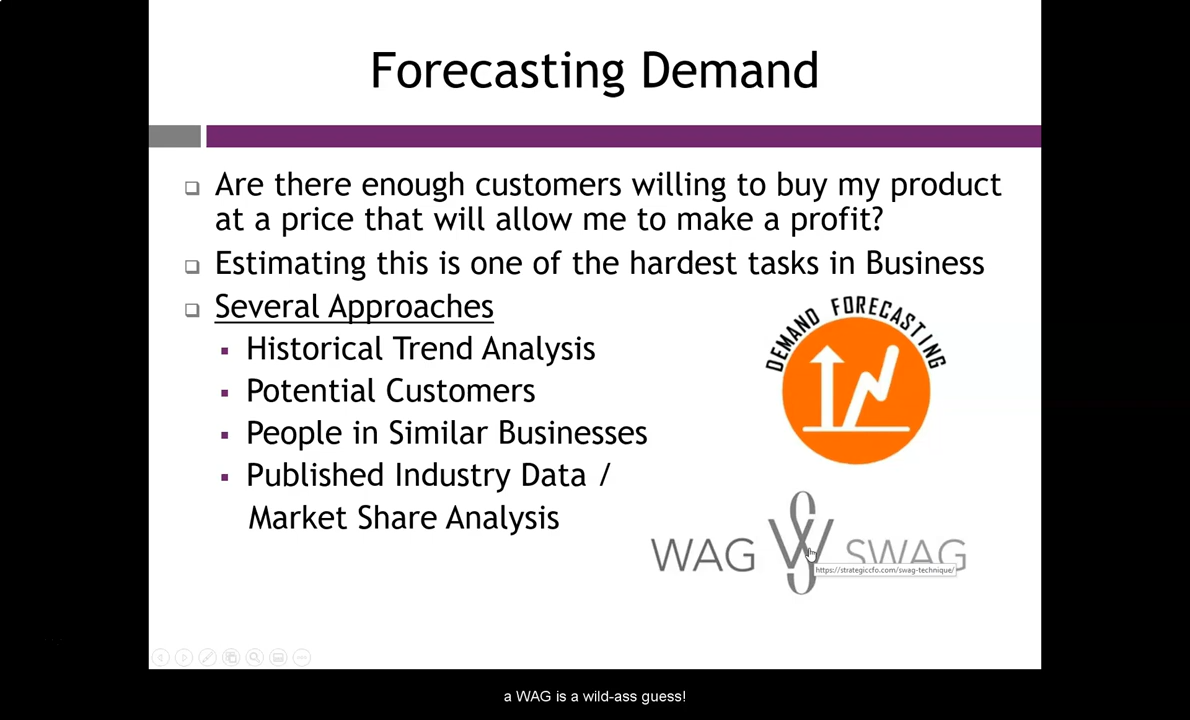 Forecasting Demand
Are there enough customers willing to buy my product
at a price that will allow me to make a profit?
Estimating this is one of the hardest tasks in Business
Several Approaches
Historical Trend Analysis
Potential Customers
People in Similar Businesses
Published Industry Data /
Market Share Analysis
DEMAND FORECASTING
WAG VS SWAG
https://strategiccfo.com/swag-technique/
a WAG is a wild-ass guess!